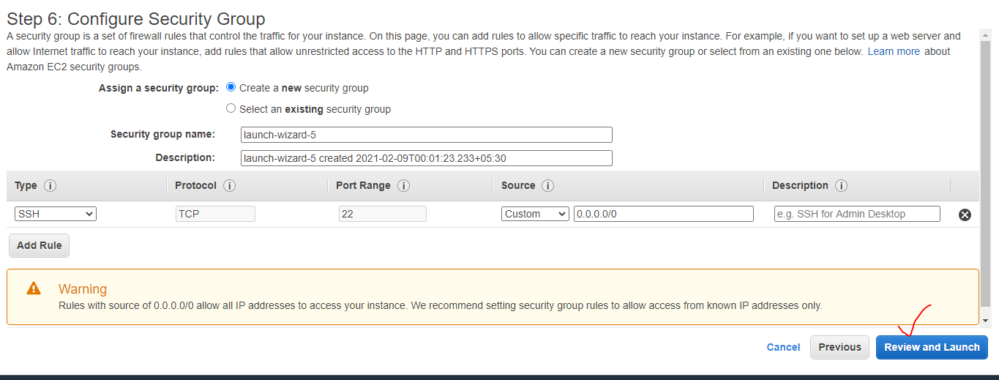 Step 6: Configure Security Group
A security group is a set of firewall rules that control the traffic for your instance. On this page, you can add rules to allow specific traffic to reach your instance. For example, if you want to set up a web server and
allow Internet traffic to reach your instance, add rules that allow unrestricted access to the HTTP and HTTPS ports. You can create a new security group or select from an existing one below. Learn more about
Amazon EC2 security groups.
Assign a security group: Create a new security group
Select an existing security group
Security group name: launch-wizard-5
Description: launch-wizard-5 created 2021-02-09T00:01:23.233+05:30
Type i Protocol i Port Range i Source i Description i
SSH TCP 22 Custom 0.0.0.0/0 e.g. SSH for Admin Desktop
Add Rule
Warning
Rules with source of 0.0.0.0/0 allow all IP addresses to access your instance. We recommend setting security group rules to allow access from known IP addresses only.
Cancel Previous Review and Launch